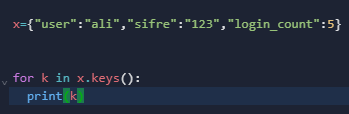 x={"user":"ali","sifre":"123","login_count":5}
for k in x.keys():
  print(k)